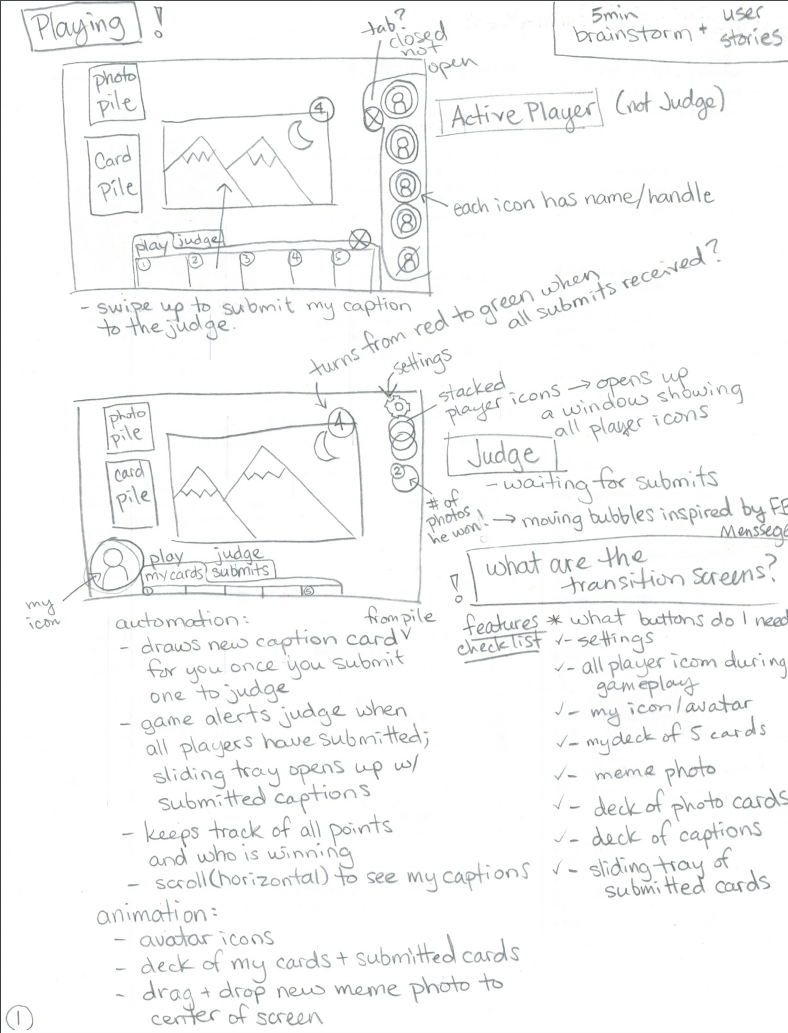 Playing !
5min brainstorm + user stories
tab?
closed
not
open
photo
pile
Card
Pile
4
play judge
1 2 3 4 5
Active Player (not Judge)
each icon has name/handle
- swipe up to submit my caption
to the judge.
turns from red to green when
all submits received?
settings
stacked
player icons → opens up
a window showing
all player icons
photo
pile
card
pile
4
2
Judge
- waiting for submits
# of
photos
he won!
→ moving bubbles inspired by FB
Menssege
play judge
my cards submits
my
icon
! what are the
transition screens?
automation:
- draws new caption card from pile
for you once you submit
one to judge
- game alerts judge when
all players have submitted;
sliding tray opens up w/
submitted captions
- keeps track of all points
and who is winning
- scroll (horizontal) to see my captions
animation:
- avatar icons
- deck of my cards + submitted cards
- drag + drop new meme photo to
center of screen
features
checklist
* what buttons do I need
✓- settings
✓- all player icom during
gameplay
✓- my icon/avatar
✓- my deck of 5 cards
✓- meme photo
✓- deck of photo cards
✓- deck of captions
✓- sliding tray of
submitted cards
1